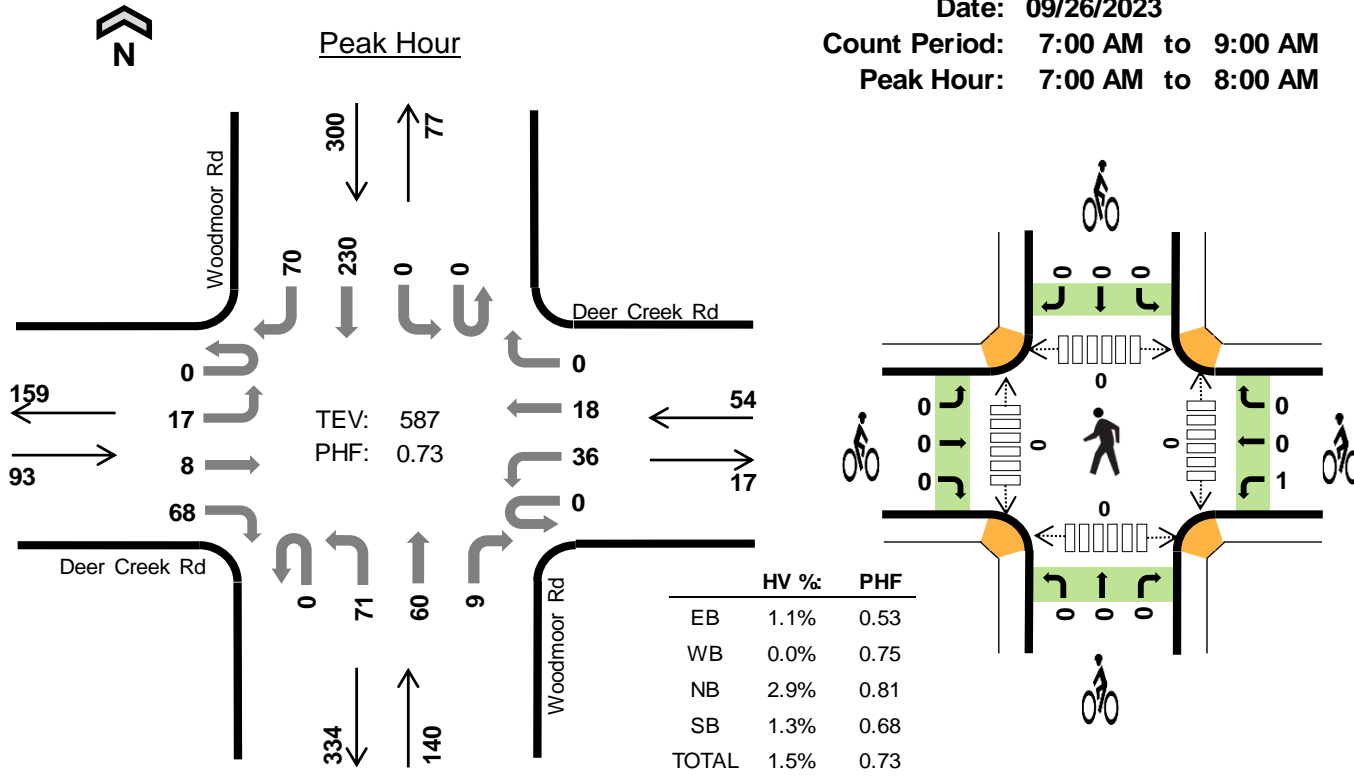 Date: 09/26/2023
Count Period: 7:00 AM to 9:00 AM
Peak Hour: 7:00 AM to 8:00 AM
N
Peak Hour
300
77
Woodmoor Rd
70
230
0
0
Deer Creek Rd
0
17
8
68
159
93
TEV: 587
PHF: 0.73
0
18
36
0
54
17
Deer Creek Rd
0
71
60
9
Woodmoor Rd
334
140
HV %: PHF
EB 1.1% 0.53
WB 0.0% 0.75
NB 2.9% 0.81
SB 1.3% 0.68
TOTAL 1.5% 0.73
0 0 0
0
0
0
0
0
0
0
0
0
1
0
0 0 0